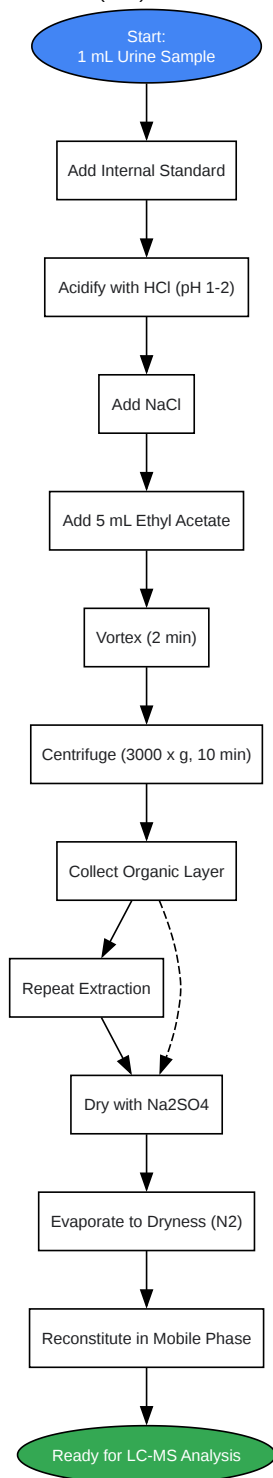 Start:
1 mL Urine Sample
Add Internal Standard
Acidify with HCl (pH 1-2)
Add NaCl
Add 5 mL Ethyl Acetate
Vortex (2 min)
Centrifuge (3000 x g, 10 min)
Collect Organic Layer
Repeat Extraction
Dry with Na2SO4
Evaporate to Dryness (N2)
Reconstitute in Mobile Phase
Ready for LC-MS Analysis